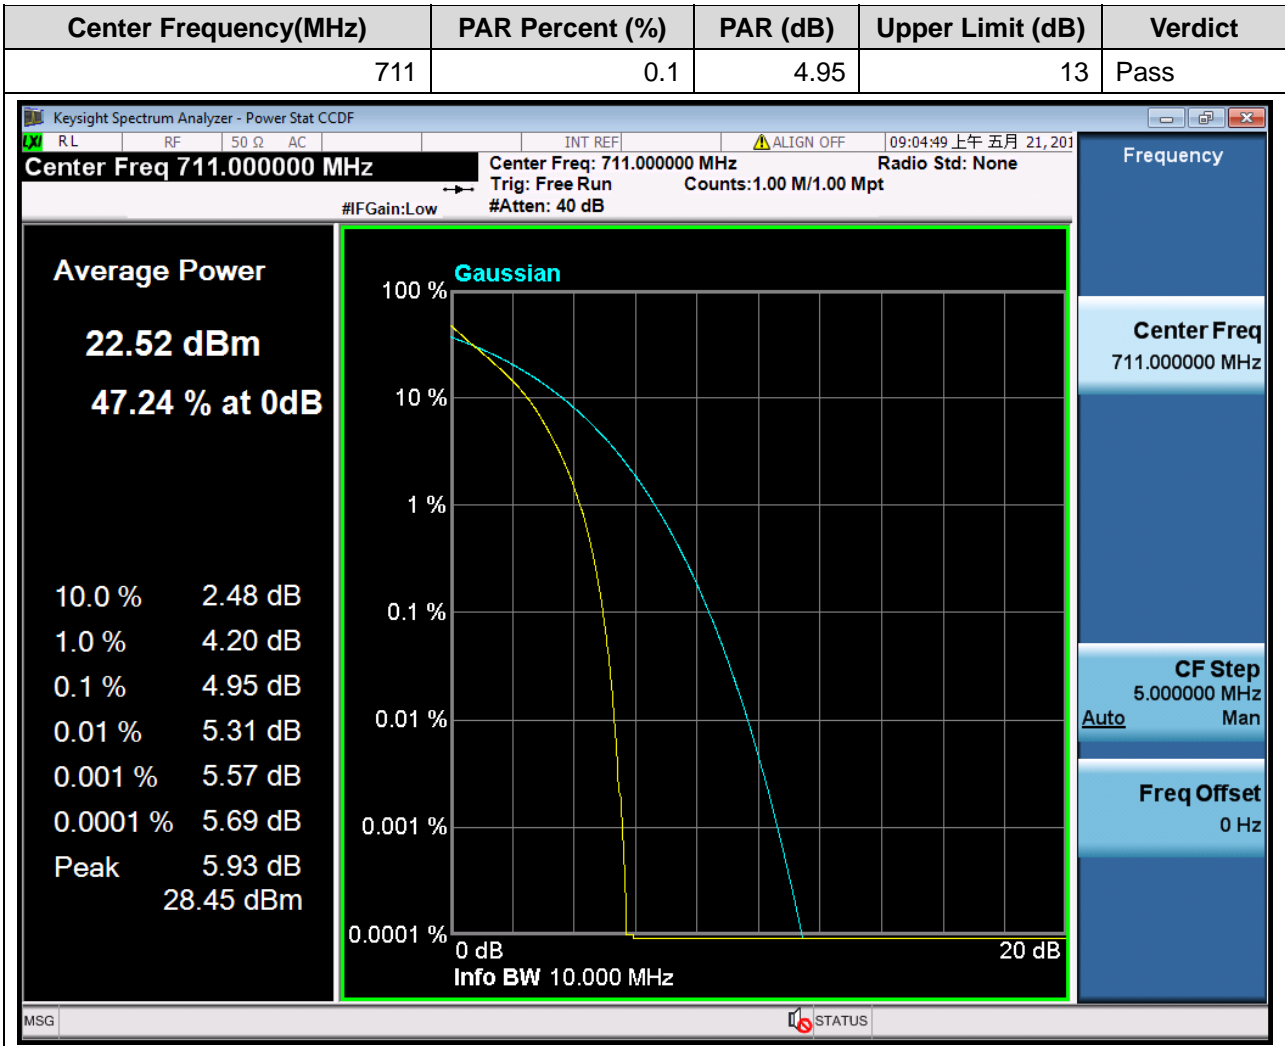 Center Frequency(MHz) PAR Percent (%) PAR (dB) Upper Limit (dB) Verdict
711 0.1 4.95 13 Pass
Keysight Spectrum Analyzer - Power Stat CCDF
LXI RL RF 50 Ω AC INT REF ALIGN OFF 09:04:49 上午 五月 21, 201
Center Freq 711.000000 MHz
Center Freq: 711.000000 MHz Radio Std: None
Trig: Free Run Counts:1.00 M/1.00 Mpt
#IFGain:Low #Atten: 40 dB
Frequency
Average Power
22.52 dBm
47.24 % at 0dB
10.0 % 2.48 dB
1.0 % 4.20 dB
0.1 % 4.95 dB
0.01 % 5.31 dB
0.001 % 5.57 dB
0.0001 % 5.69 dB
Peak 5.93 dB
28.45 dBm
Gaussian
100 %
10 %
1 %
0.1 %
0.01 %
0.001 %
0.0001 %
0 dB 20 dB
Info BW 10.000 MHz
Center Freq
711.000000 MHz
CF Step
5.000000 MHz
Auto Man
Freq Offset
0 Hz
MSG STATUS